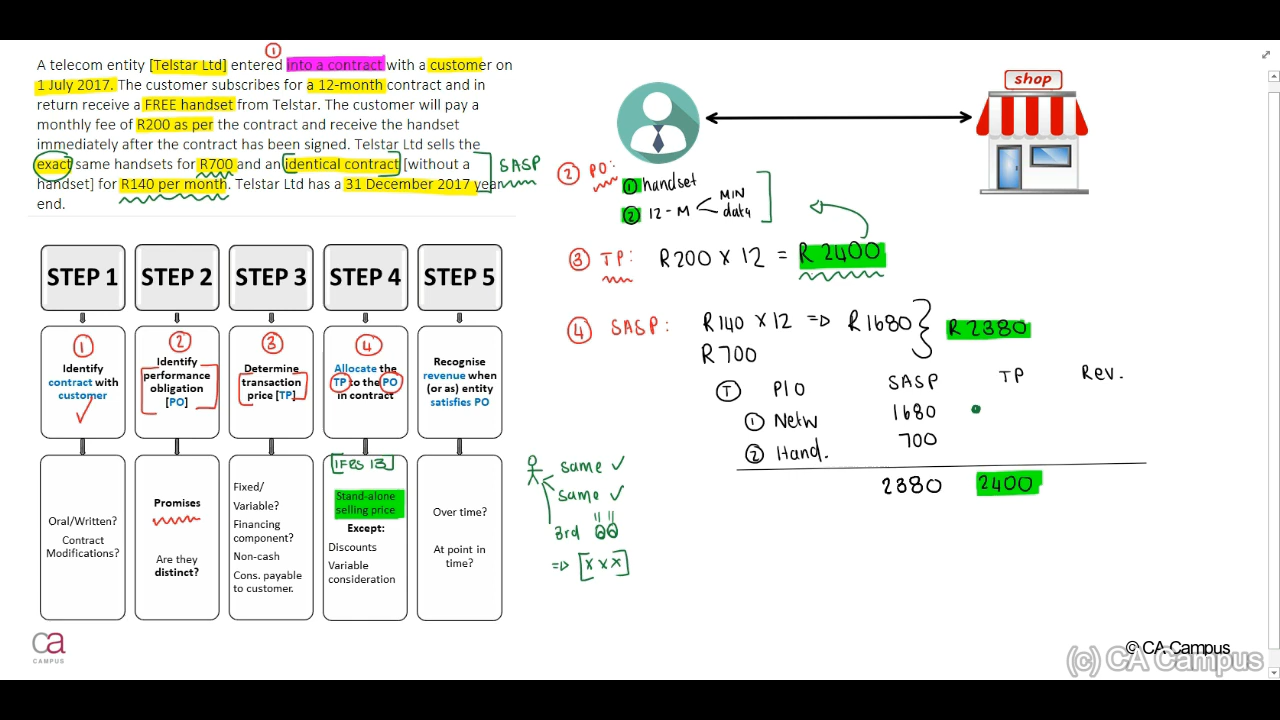 ①
A telecom entity [Telstar Ltd] entered into a contract with a customer on
1 July 2017. The customer subscribes for a 12-month contract and in
return receive a FREE handset from Telstar. The customer will pay a
monthly fee of R200 as per the contract and receive the handset
immediately after the contract has been signed. Telstar Ltd sells the
exact same handsets for R700 and an identical contract [without a
handset] for R140 per month. Telstar Ltd has a 31 December 2017 year
end.
SASP
shop
② PO:
① handset
② 12-M
MIN
data
③ TP: R200 X 12 = R 2400
④ SASP: R140 X 12 => R1680
R700
R2380
T P/O SASP TP Rev.
① Netw 1680
② Hand. 700
2380 2400
STEP 1
①
Identify
contract with
customer
Oral/Written?
Contract
Modifications?
STEP 2
②
Identify
performance
obligation
[PO]
Promises
Are they
distinct?
STEP 3
③
Determine
transaction
price [TP]
Fixed/
Variable?
Financing
component?
Non-cash
Cons. payable
to customer.
STEP 4
④
Allocate the
TP to the PO
in contract
[IFRS 13]
Stand-alone
selling price
Except:
Discounts
Variable
consideration
STEP 5
Recognise
revenue when
(or as) entity
satisfies PO
Over time?
At point in
time?
same ✓
same ✓
3rd
=> [x x x]
ca
CAMPUS
© CA Campus
(c) CA Campus